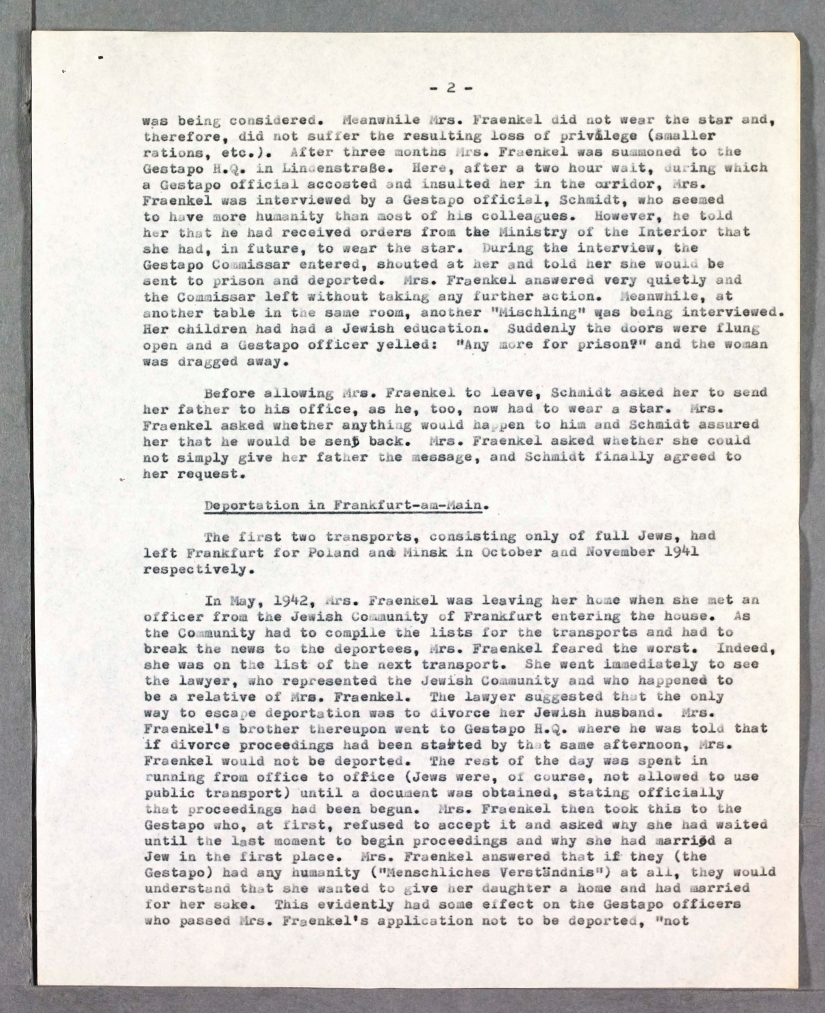 - 2 -
was being considered. Meanwhile Mrs. Fraenkel did not wear the star and,
therefore, did not suffer the resulting loss of privilege (smaller
rations, etc.). After three months Mrs. Fraenkel was summoned to the
Gestapo H.Q. in Lindenstraße. Here, after a two hour wait, during which
a Gestapo official accosted and insulted her in the corridor, Mrs.
Fraenkel was interviewed by a Gestapo official, Schmidt, who seemed
to have more humanity than most of his colleagues. However, he told
her that he had received orders from the Ministry of the Interior that
she had, in future, to wear the star. During the interview, the
Gestapo Commissar entered, shouted at her and told her she would be
sent to prison and deported. Mrs. Fraenkel answered very quietly and
the Commissar left without taking any further action. Meanwhile, at
another table in the same room, another "Mischling" was being interviewed.
Her children had had a Jewish education. Suddenly the doors were flung
open and a Gestapo officer yelled: "Any more for prison?" and the woman
was dragged away.
Before allowing Mrs. Fraenkel to leave, Schmidt asked her to send
her father to his office, as he, too, now had to wear a star. Mrs.
Fraenkel asked whether anything would happen to him and Schmidt assured
her that he would be sent back. Mrs. Fraenkel asked whether she could
not simply give her father the message, and Schmidt finally agreed to
her request.
Deportation in Frankfurt-am-Main.
The first two transports, consisting only of full Jews, had
left Frankfurt for Poland and Minsk in October and November 1941
respectively.
In May, 1942, Mrs. Fraenkel was leaving her home when she met an
officer from the Jewish Community of Frankfurt entering the house. As
the Community had to compile the lists for the transports and had to
break the news to the deportees, Mrs. Fraenkel feared the worst. Indeed,
she was on the list of the next transport. She went immediately to see
the lawyer, who represented the Jewish Community and who happened to
be a relative of Mrs. Fraenkel. The lawyer suggested that the only
way to escape deportation was to divorce her Jewish husband. Mrs.
Fraenkel's brother thereupon went to Gestapo H.Q. where he was told that
if divorce proceedings had been started by that same afternoon, Mrs.
Fraenkel would not be deported. The rest of the day was spent in
running from office to office (Jews were, of course, not allowed to use
public transport) until a document was obtained, stating officially
that proceedings had been begun. Mrs. Fraenkel then took this to the
Gestapo who, at first, refused to accept it and asked why she had waited
until the last moment to begin proceedings and why she had married a
Jew in the first place. Mrs. Fraenkel answered that if they (the
Gestapo) had any humanity ("Menschliches Verständnis") at all, they would
understand that she wanted to give her daughter a home and had married
for her sake. This evidently had some effect on the Gestapo officers
who passed Mrs. Fraenkel's application not to be deported, "not